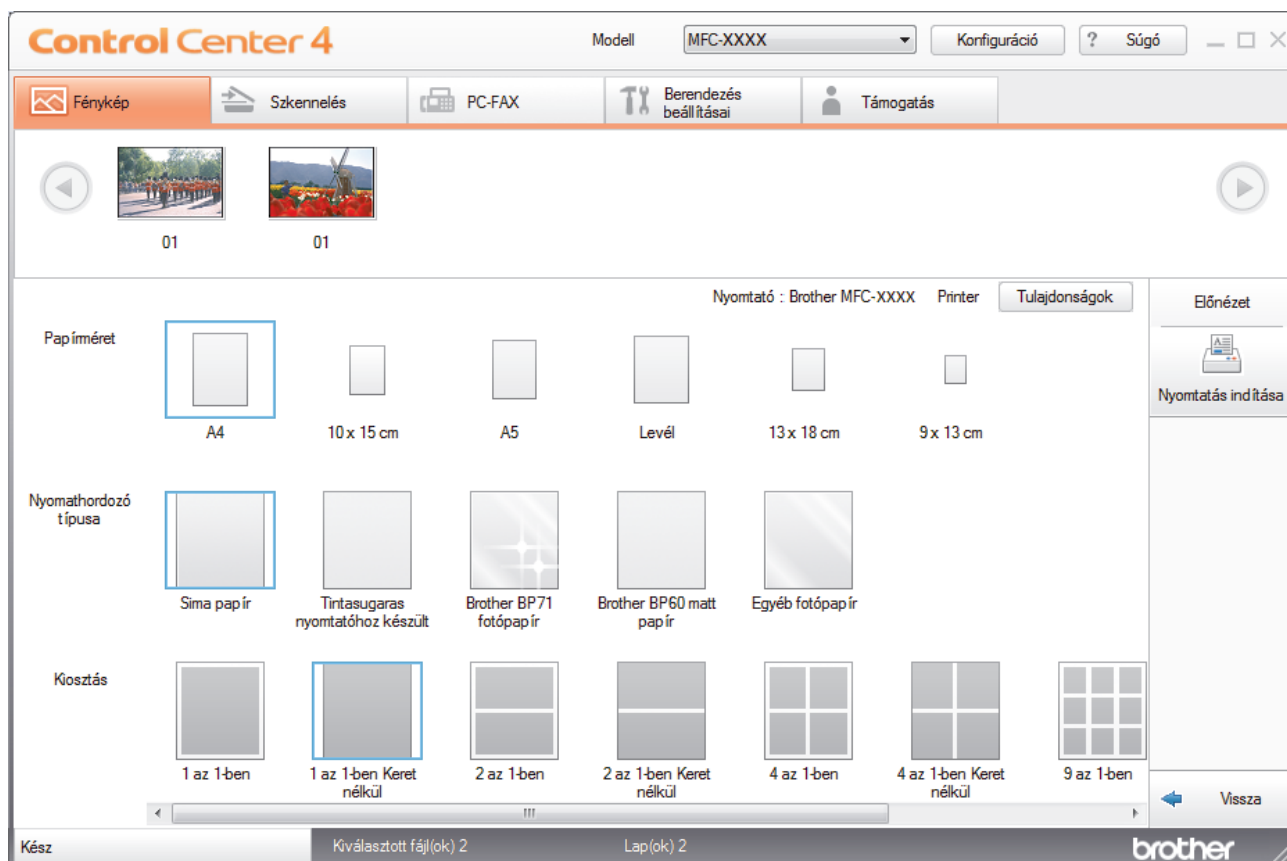 Control Center 4
Modell
MFC-XXXX
Konfiguráció
? Súgó
Fénykép
Szkennelés
PC-FAX
Berendezés
beállításai
Támogatás
01
01
Nyomtató : Brother MFC-XXXX Printer
Tulajdonságok
Előnézet
Nyomtatás indítása
Papírméret
A4
10 x 15 cm
A5
Levél
13 x 18 cm
9 x 13 cm
Nyomathordozó
típusa
Sima papír
Tintasugaras
nyomtatóhoz készült
Brother BP71
fotópapír
Brother BP60 matt
papír
Egyéb fotópapír
Kiosztás
1 az 1-ben
1 az 1-ben Keret
nélkül
2 az 1-ben
2 az 1-ben Keret
nélkül
4 az 1-ben
4 az 1-ben Keret
nélkül
9 az 1-ben
Vissza
Kész
Kiválasztott fájl(ok) 2
Lap(ok) 2
brother